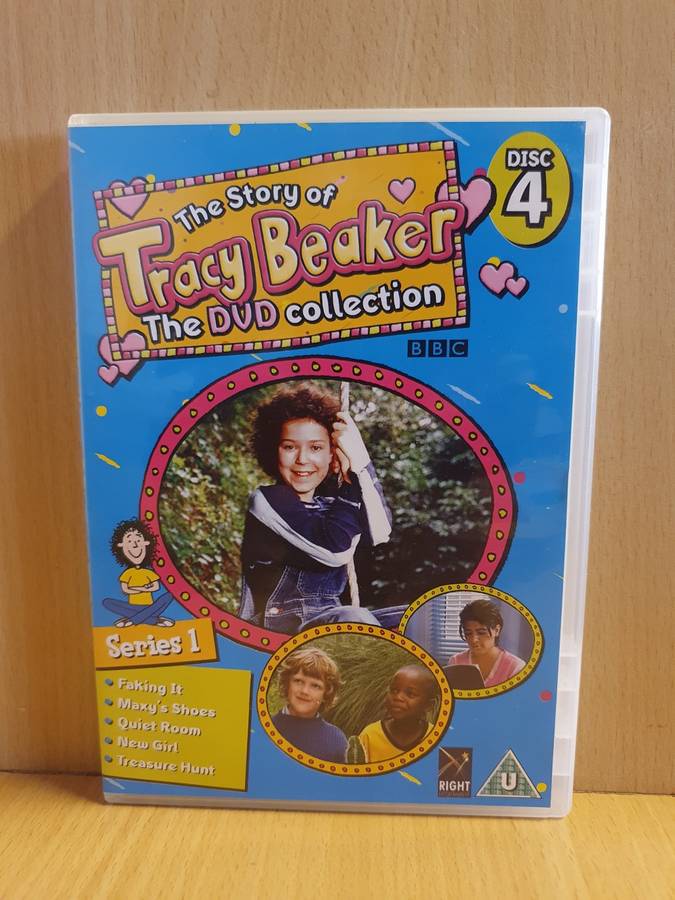 DISC
4
The Story of
Tracy Beaker
The DVD collection
BBC
Series 1
• Faking It
• Maxy's Shoes
• Quiet Room
• New Girl
• Treasure Hunt
RIGHT
U